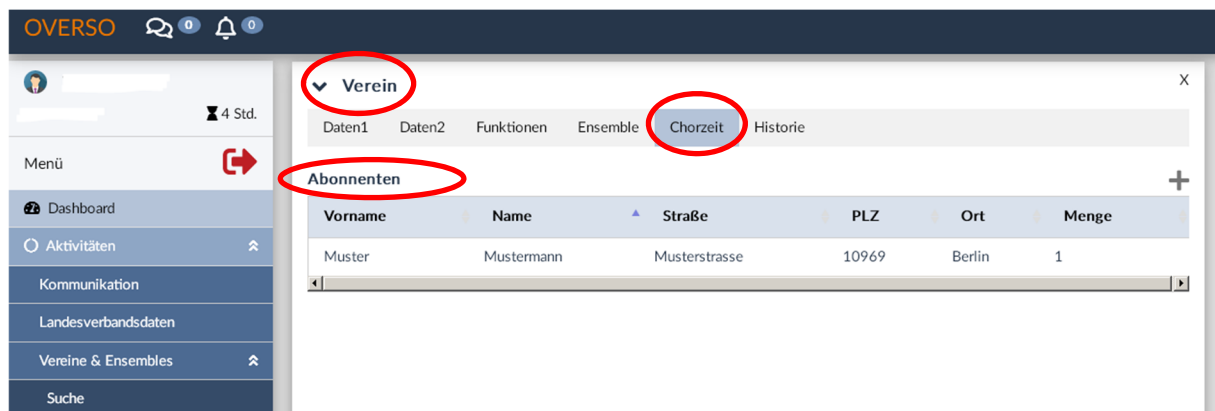 OVERSO 0 0
4 Std.
Menü
Dashboard
Aktivitäten
Kommunikation
Landesverbandsdaten
Vereine & Ensembles
Suche
Verein X
Daten1 Daten2 Funktionen Ensemble Chorzeit Historie
Abonnenten +
Vorname Name Straße PLZ Ort Menge
Muster Mustermann Musterstrasse 10969 Berlin 1